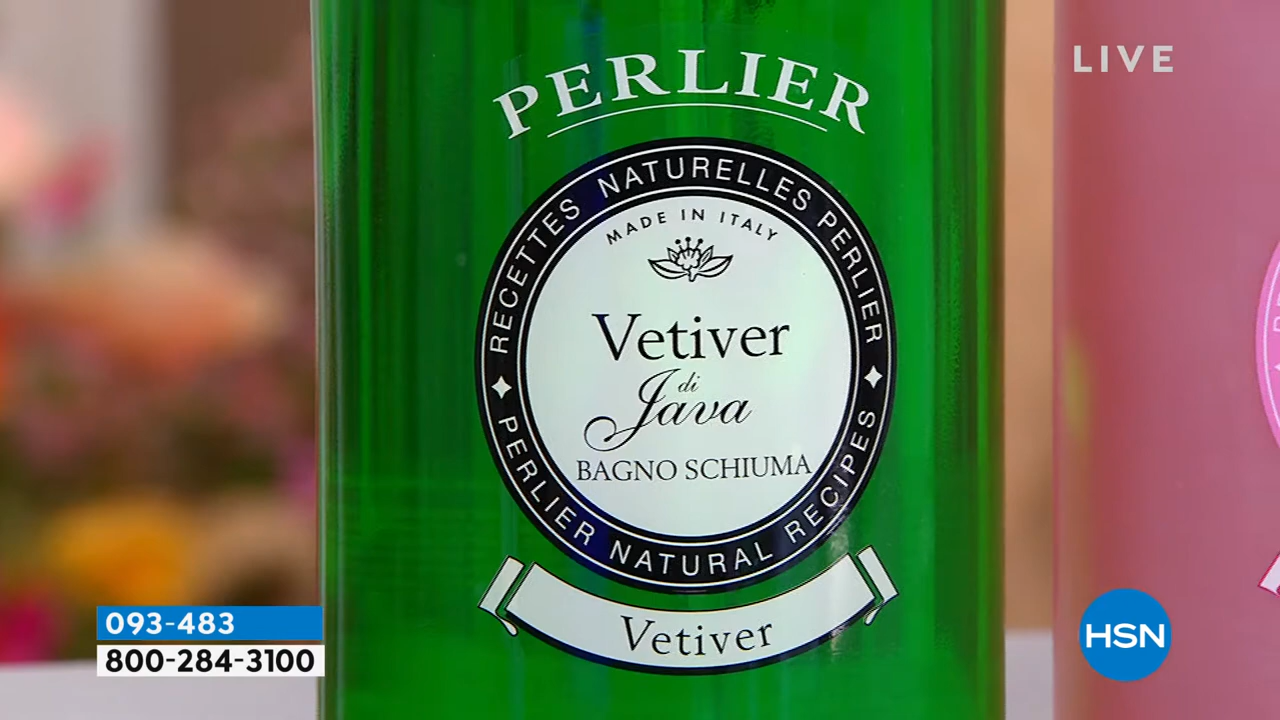 LIVE
PERLIER
RECETTES NATURELLES PERLIER
MADE IN ITALY
Vetiver
di
Java
BAGNO SCHIUMA
PERLIER NATURAL RECIPES
Vetiver
093-483
800-284-3100
HSN